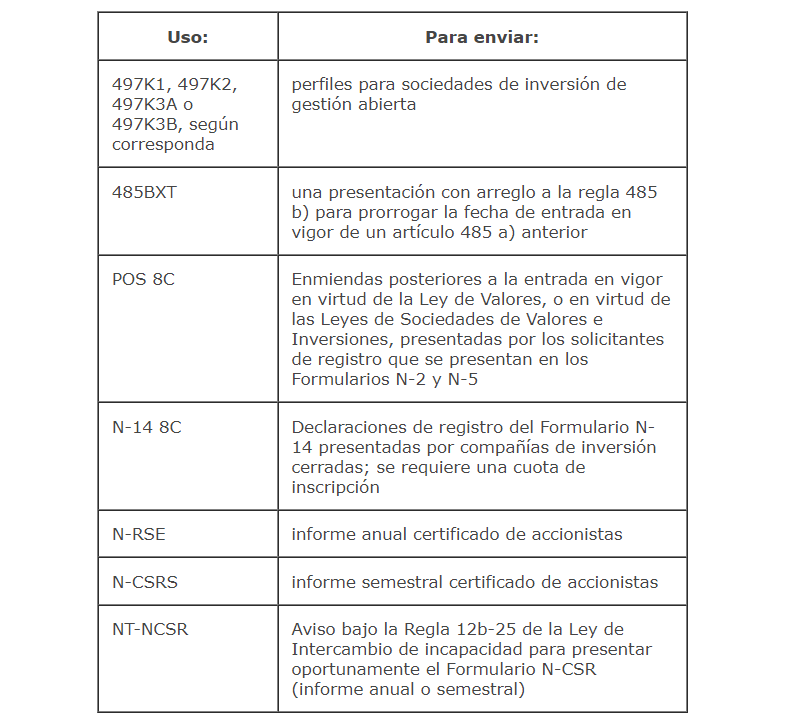 Uso:
Para enviar:
497K1, 497K2,
497K3A o
497K3B, según
corresponda
perfiles para sociedades de inversión de
gestión abierta
485BXT
una presentación con arreglo a la regla 485
b) para prorrogar la fecha de entrada en
vigor de un artículo 485 a) anterior
POS 8C
Enmiendas posteriores a la entrada en vigor
en virtud de la Ley de Valores, o en virtud de
las Leyes de Sociedades de Valores e
Inversiones, presentadas por los solicitantes
de registro que se presentan en los
Formularios N-2 y N-5
N-14 8C
Declaraciones de registro del Formulario N-
14 presentadas por compañías de inversión
cerradas; se requiere una cuota de
inscripción
N-RSE
informe anual certificado de accionistas
N-CSRS
informe semestral certificado de accionistas
NT-NCSR
Aviso bajo la Regla 12b-25 de la Ley de
Intercambio de incapacidad para presentar
oportunamente el Formulario N-CSR
(informe anual o semestral)